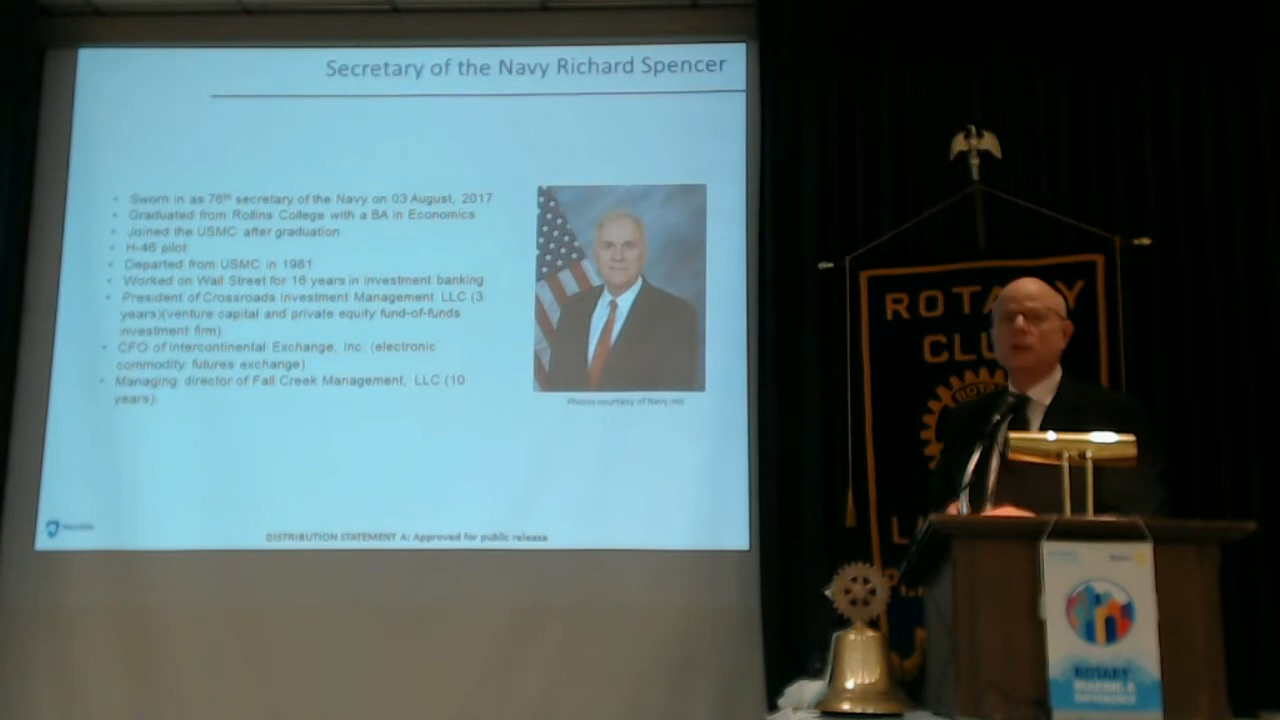 Secretary of the Navy Richard Spencer
• Sworn in as 76th secretary of the Navy on 03 August, 2017
• Graduated from Rollins College with a BA in Economics
• Joined the USMC after graduation
• H-46 pilot
• Departed from USMC in 1981
• Worked on Wall Street for 16 years in investment banking
• President of Crossroads Investment Management LLC (3
years)(venture capital and private equity fund-of-funds
investment firm)
• CFO of Intercontinental Exchange, Inc. (electronic
commodity futures exchange)
• Managing director of Fall Creek Management, LLC (10
years).
Photos courtesy of Navy.mil
DISTRIBUTION STATEMENT A: Approved for public release
ROTARY
CLUB
ROTARY
MAKING A
DIFFERENCE